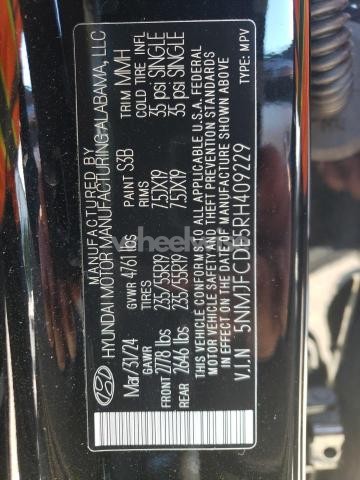 HYUNDAI MOTOR MANUFACTURING ALABAMA, LLC
Mar/31/24 GVWR 4761 lbs PAINT S3B TRIM MMH
GAWR TIRES RIMS COLD TIRE INFL
FRONT 2778 lbs 235/55R19 7.5JX19 35 psi SINGLE
REAR 2646 lbs 235/55R19 7.5JX19 35 psi SINGLE
THIS VEHICLE CONFORMS TO ALL APPLICABLE U.S.A. FEDERAL
MOTOR VEHICLE SAFETY AND THEFT PREVENTION STANDARDS
IN EFFECT ON THE DATE OF MANUFACTURE SHOWN ABOVE
V.I.N 5NMJFCDE5RH409229 TYPE: MPV